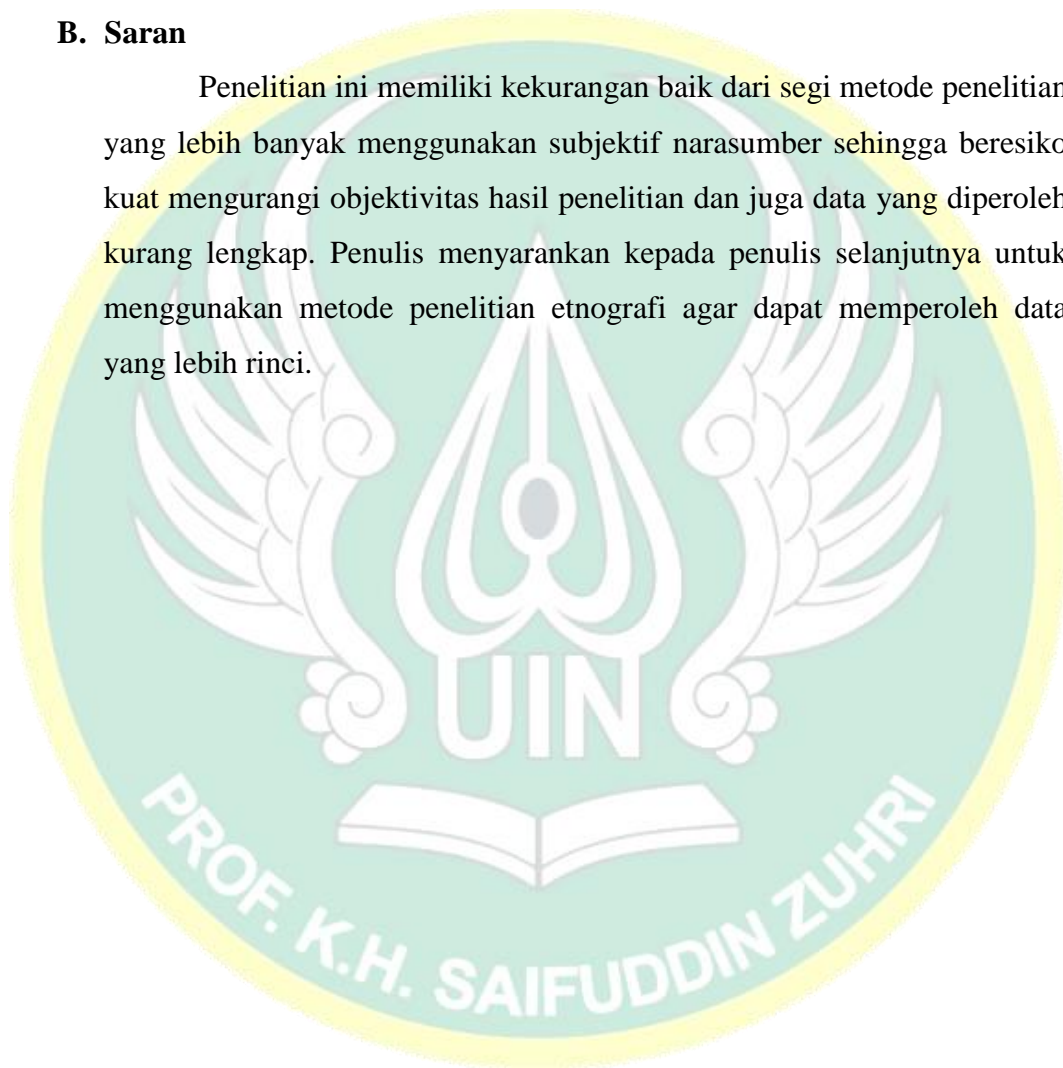 B. Saran
Penelitian ini memiliki kekurangan baik dari segi metode penelitian
yang lebih banyak menggunakan subjektif narasumber sehingga beresiko
kuat mengurangi objektivitas hasil penelitian dan juga data yang diperoleh
kurang lengkap. Penulis menyarankan kepada penulis selanjutnya untuk
menggunakan metode penelitian etnografi agar dapat memperoleh data
yang lebih rinci.
UIN
PROF. K.H. SAIFUDDIN ZUHRI